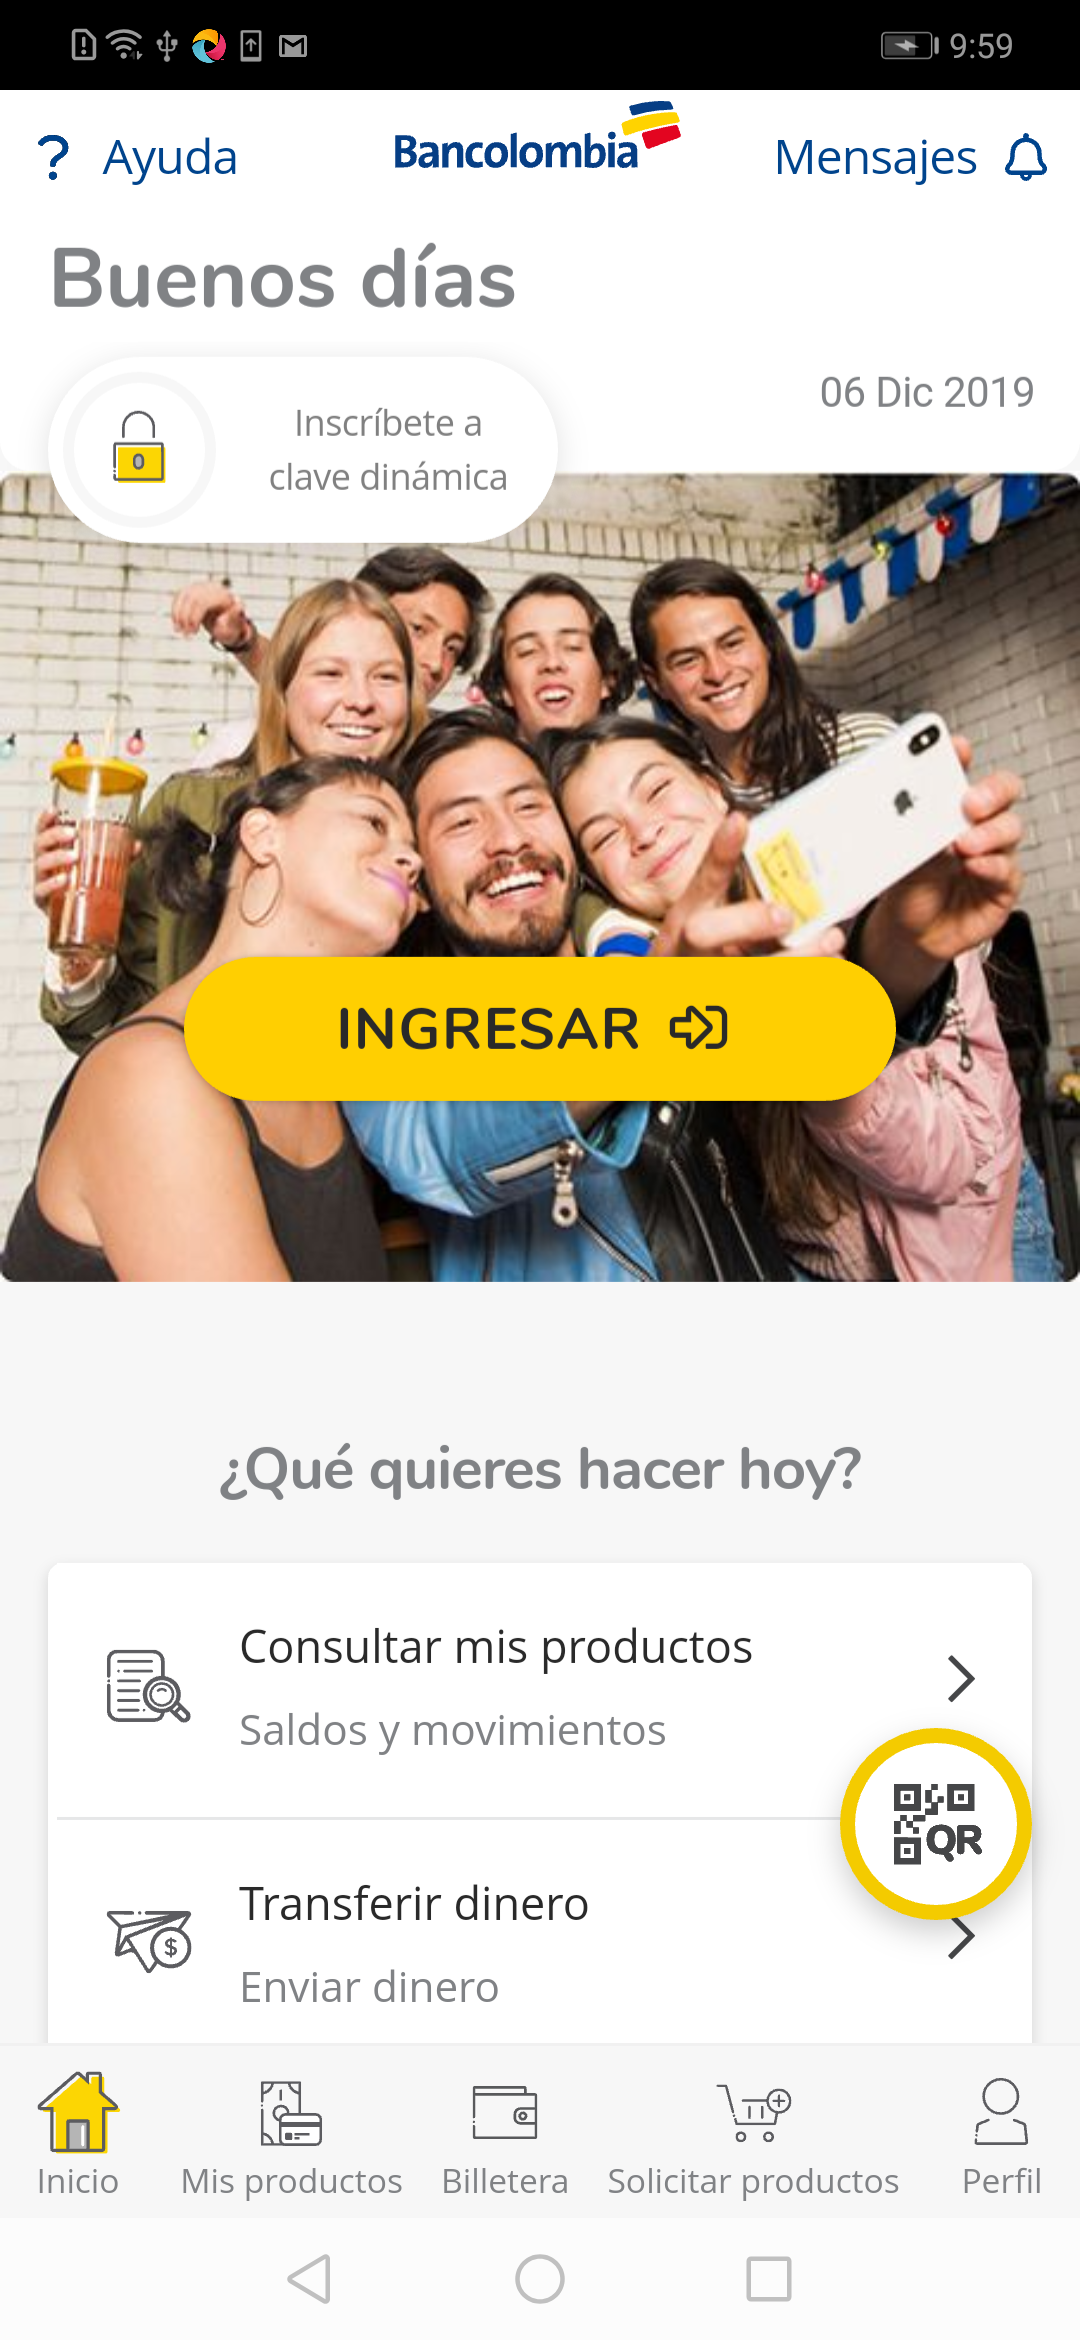 9:59
Ayuda
Bancolombia
Mensajes
Buenos días
06 Dic 2019
Inscríbete a
clave dinámica
INGRESAR
¿Qué quieres hacer hoy?
Consultar mis productos
Saldos y movimientos
QR
Transferir dinero
Enviar dinero
Inicio
Mis productos
Billetera
Solicitar productos
Perfil